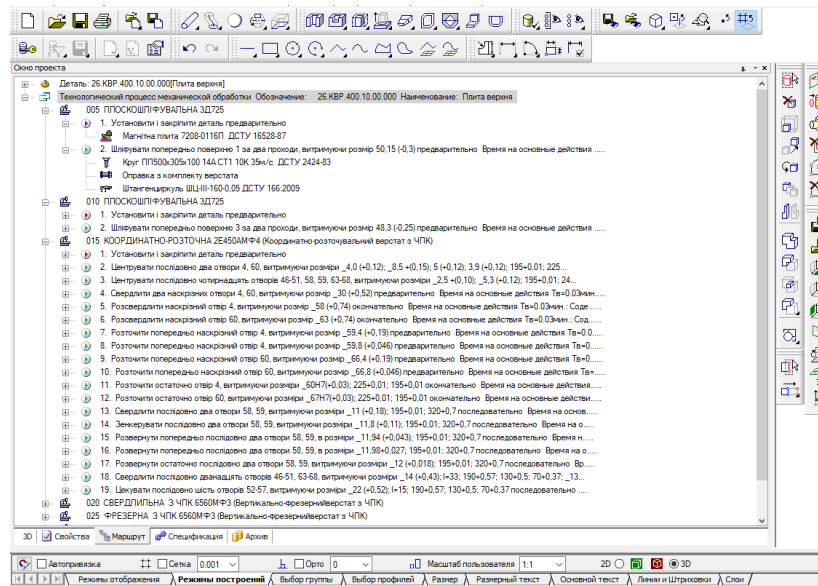 Окно проекта
Деталь: 26.КВР.400.10.00.000[Плита верхня]
Технологический процесс механической обработки Обозначение: 26.КВР.400.10.00.000 Наименование: Плита верхня
005 ППОСКОШПІФУВАЛЬНА 3Д725
1. Установити і закріпити деталь предварительно
Магнітна плита 7208-0116П ДСТУ 16528-87
2. Шліфувати попередньо поверхню 1 за два проходи, витримуючи розмір 50,15 (-0,3) предварительно Время на основные действия .....
Круг ПП500х305х100 14А СТ1 10К 35м/с ДСТУ 2424-83
Оправка з комплекту верстата
Штангенциркуль ШЦ-III-160-0,05 ДСТУ 166:2009
010 ППОСКОШПІФУВАЛЬНА 3Д725
1. Установити і закріпити деталь предварительно
2. Шліфувати попередньо поверхню 3 за два проходи, витримуючи розмір 48,3 (-0,25) предварительно Время на основные действия .....
015 КООРДИНАТНО-РОЗТОЧНА 2Е450АМФ4 (Координатно-розточувальний верстат з ЧПК)
1. Установити і закріпити деталь предварительно
2. Центрувати послідовно два отвори 4, 60, витримуючи розміри _4,0 (+0,12); _8,5 +(0,15); 5 (+0,12); 3,9 (+0,12); 195+0,01; 225...
3. Центрувати послідовно чотирнадцять отворів 46-51, 58, 59, 63-68, витримуючи розміри _2,5 +(0,10); _5,3 (+0,12); 195+0,01; 24...
4. Свердлити два наскрізних отвори 4, 60, витримуючи розмір _30 (+0,52) предварительно Время на основные действия Тв=0.03мин.....
5. Розсвердлити наскрізний отвір 4, витримуючи розмір _58 (+0,74) окончательно Время на основные действия Тв=0.03мин.: Соде....
6. Розсвердлити наскрізний отвір 60, витримуючи розмір _63 (+0,74) окончательно Время на основные действия Тв=0.03мин.: Сод....
7. Розточити попередньо наскрізний отвір 4, витримуючи розмір _59,4 (+0,19) предварительно Время на основные действия Тв=0.0.....
8. Розточити попередньо наскрізний отвір 4, витримуючи розмір _59,8 (+0,046) предварительно Время на основные действия Тв=0......
9. Розточити попередньо наскрізний отвір 60, витримуючи розмір _66,4 (+0,19) предварительно Время на основные действия Тв=0......
10. Розточити попередньо наскрізний отвір 60, витримуючи розмір _66,8 (+0,046) предварительно Время на основные действия Тв=.....
11. Розточити остаточно отвір 4, витримуючи розміри _60Н7(+0,03); 225+0,01; 195+0,01 окончательно Время на основные действия.....
12. Розточити остаточно отвір 60, витримуючи розміри _67Н7(+0,03); 225+0,01; 195+0,01 окончательно Время на основные действи.....
13. Свердлити послідовно два отвори 58, 59, витримуючи розміри _11 (+0,18); 195+0,01; 320+0,7 последовательно Время на основ.....
14. Зенкерувати послідовно два отвори 58, 59, витримуючи розміри _11,8 (+0,11); 195+0,01; 320+0,7 последовательно Время на о.....
15. Розвернути попередньо послідовно два отвори 58, 59, в розміри _11,94 (+0,043); 195+0,01; 320+0,7 последовательно Время н.....
16. Розвернути попередньо послідовно два отвори 58, 59, в розміри _11.98+0,027; 195+0,01; 320+0,7 последовательно Время на о.....
17. Розвернути остаточно послідовно два отвори 58, 59, витримуючи розміри _12 (+0,018); 195+0,01; 320+0,7 последовательно Вр.....
18. Свердлити послідовно дванадцять отворів 46-51, 63-68, витримуючи розміри _14 (+0,43); l=33; 190+0,57; 130+0,5; 70+0,37; _13...
19. Цекувати послідовно шість отворів 52-57, витримуючи розміри _22 (+0,52); l=15; 190+0,57; 130+0,5; 70+0,37 последовательно ....
020 СВЕРДЛИЛЬНА З ЧПК 6560МФ3 (Вертикально-фрезернийверстат з ЧПК)
025 ФРЕЗЕРНА З ЧПК 6560МФ3 (Вертикально-фрезернийверстат з ЧПК)
3D Свойства Маршрут Спецификация Архив
Автопривязка Сетка 0.001 Орто 0 Масштаб пользователя 1:1 2D 3D
Режимы отображения Режимы построений Выбор группы Выбор профилей Размер Размерный текст Основной текст Линии и Штриховки Слои